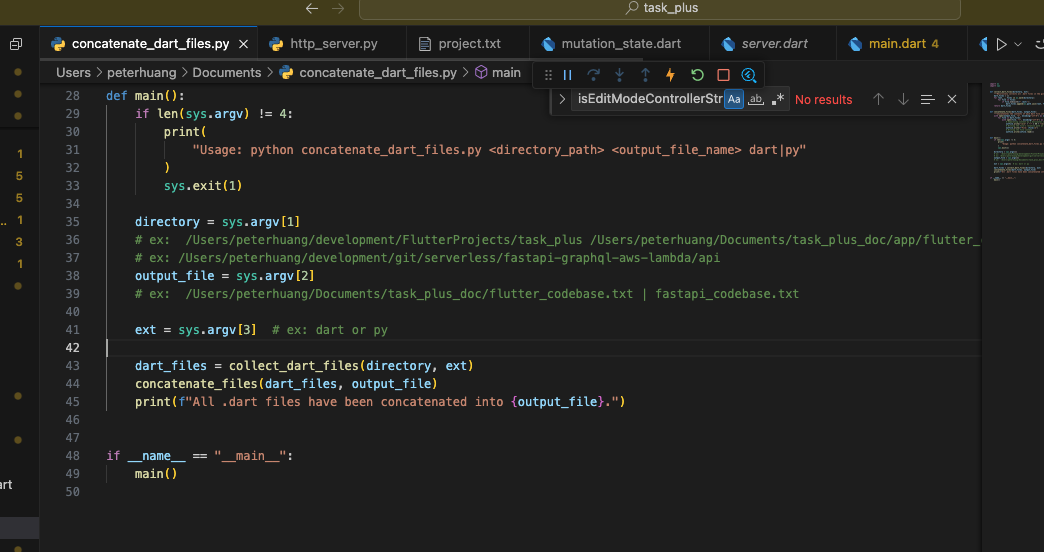 task_plus
concatenate_dart_files.py
http_server.py
project.txt
mutation_state.dart
server.dart
main.dart 4
Users > peterhuang > Documents > concatenate_dart_files.py > main
isEditModeControllerStr Aa ab .* No results
28 def main():
29 if len(sys.argv) != 4:
30 print(
31 "Usage: python concatenate_dart_files.py <directory_path> <output_file_name> dart|py"
32 )
33 sys.exit(1)
34
35 directory = sys.argv[1]
36 # ex:  /Users/peterhuang/development/FlutterProjects/task_plus /Users/peterhuang/Documents/task_plus_doc/app/flutter_
37 # ex: /Users/peterhuang/development/git/serverless/fastapi-graphql-aws-lambda/api
38 output_file = sys.argv[2]
39 # ex:  /Users/peterhuang/Documents/task_plus_doc/flutter_codebase.txt | fastapi_codebase.txt
40
41 ext = sys.argv[3]  # ex: dart or py
42
43 dart_files = collect_dart_files(directory, ext)
44 concatenate_files(dart_files, output_file)
45 print(f"All .dart files have been concatenated into {output_file}.")
46
47
48 if __name__ == "__main__":
49 main()
50
1
5
5
.. 1
3
1
art